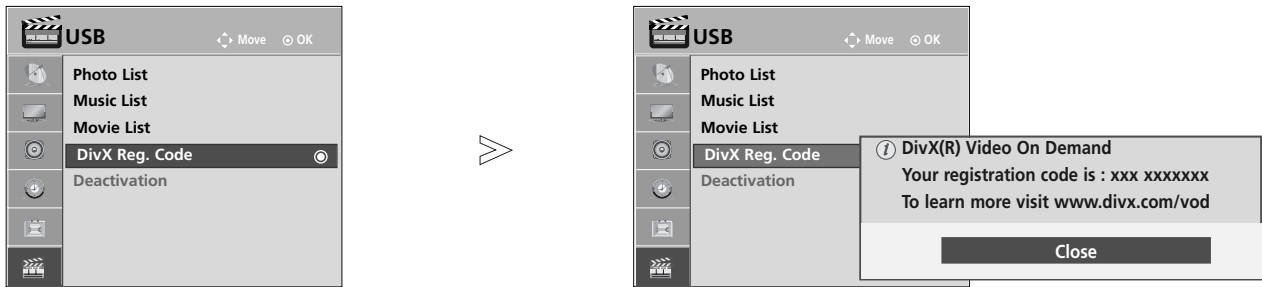 USB
Move OK
Photo List
Music List
Movie List
DivX Reg. Code
Deactivation
USB
Move OK
Photo List
Music List
Movie List
DivX Reg. Code
Deactivation
DivX(R) Video On Demand
Your registration code is : xxx xxxxxxx
To learn more visit www.divx.com/vod
Close